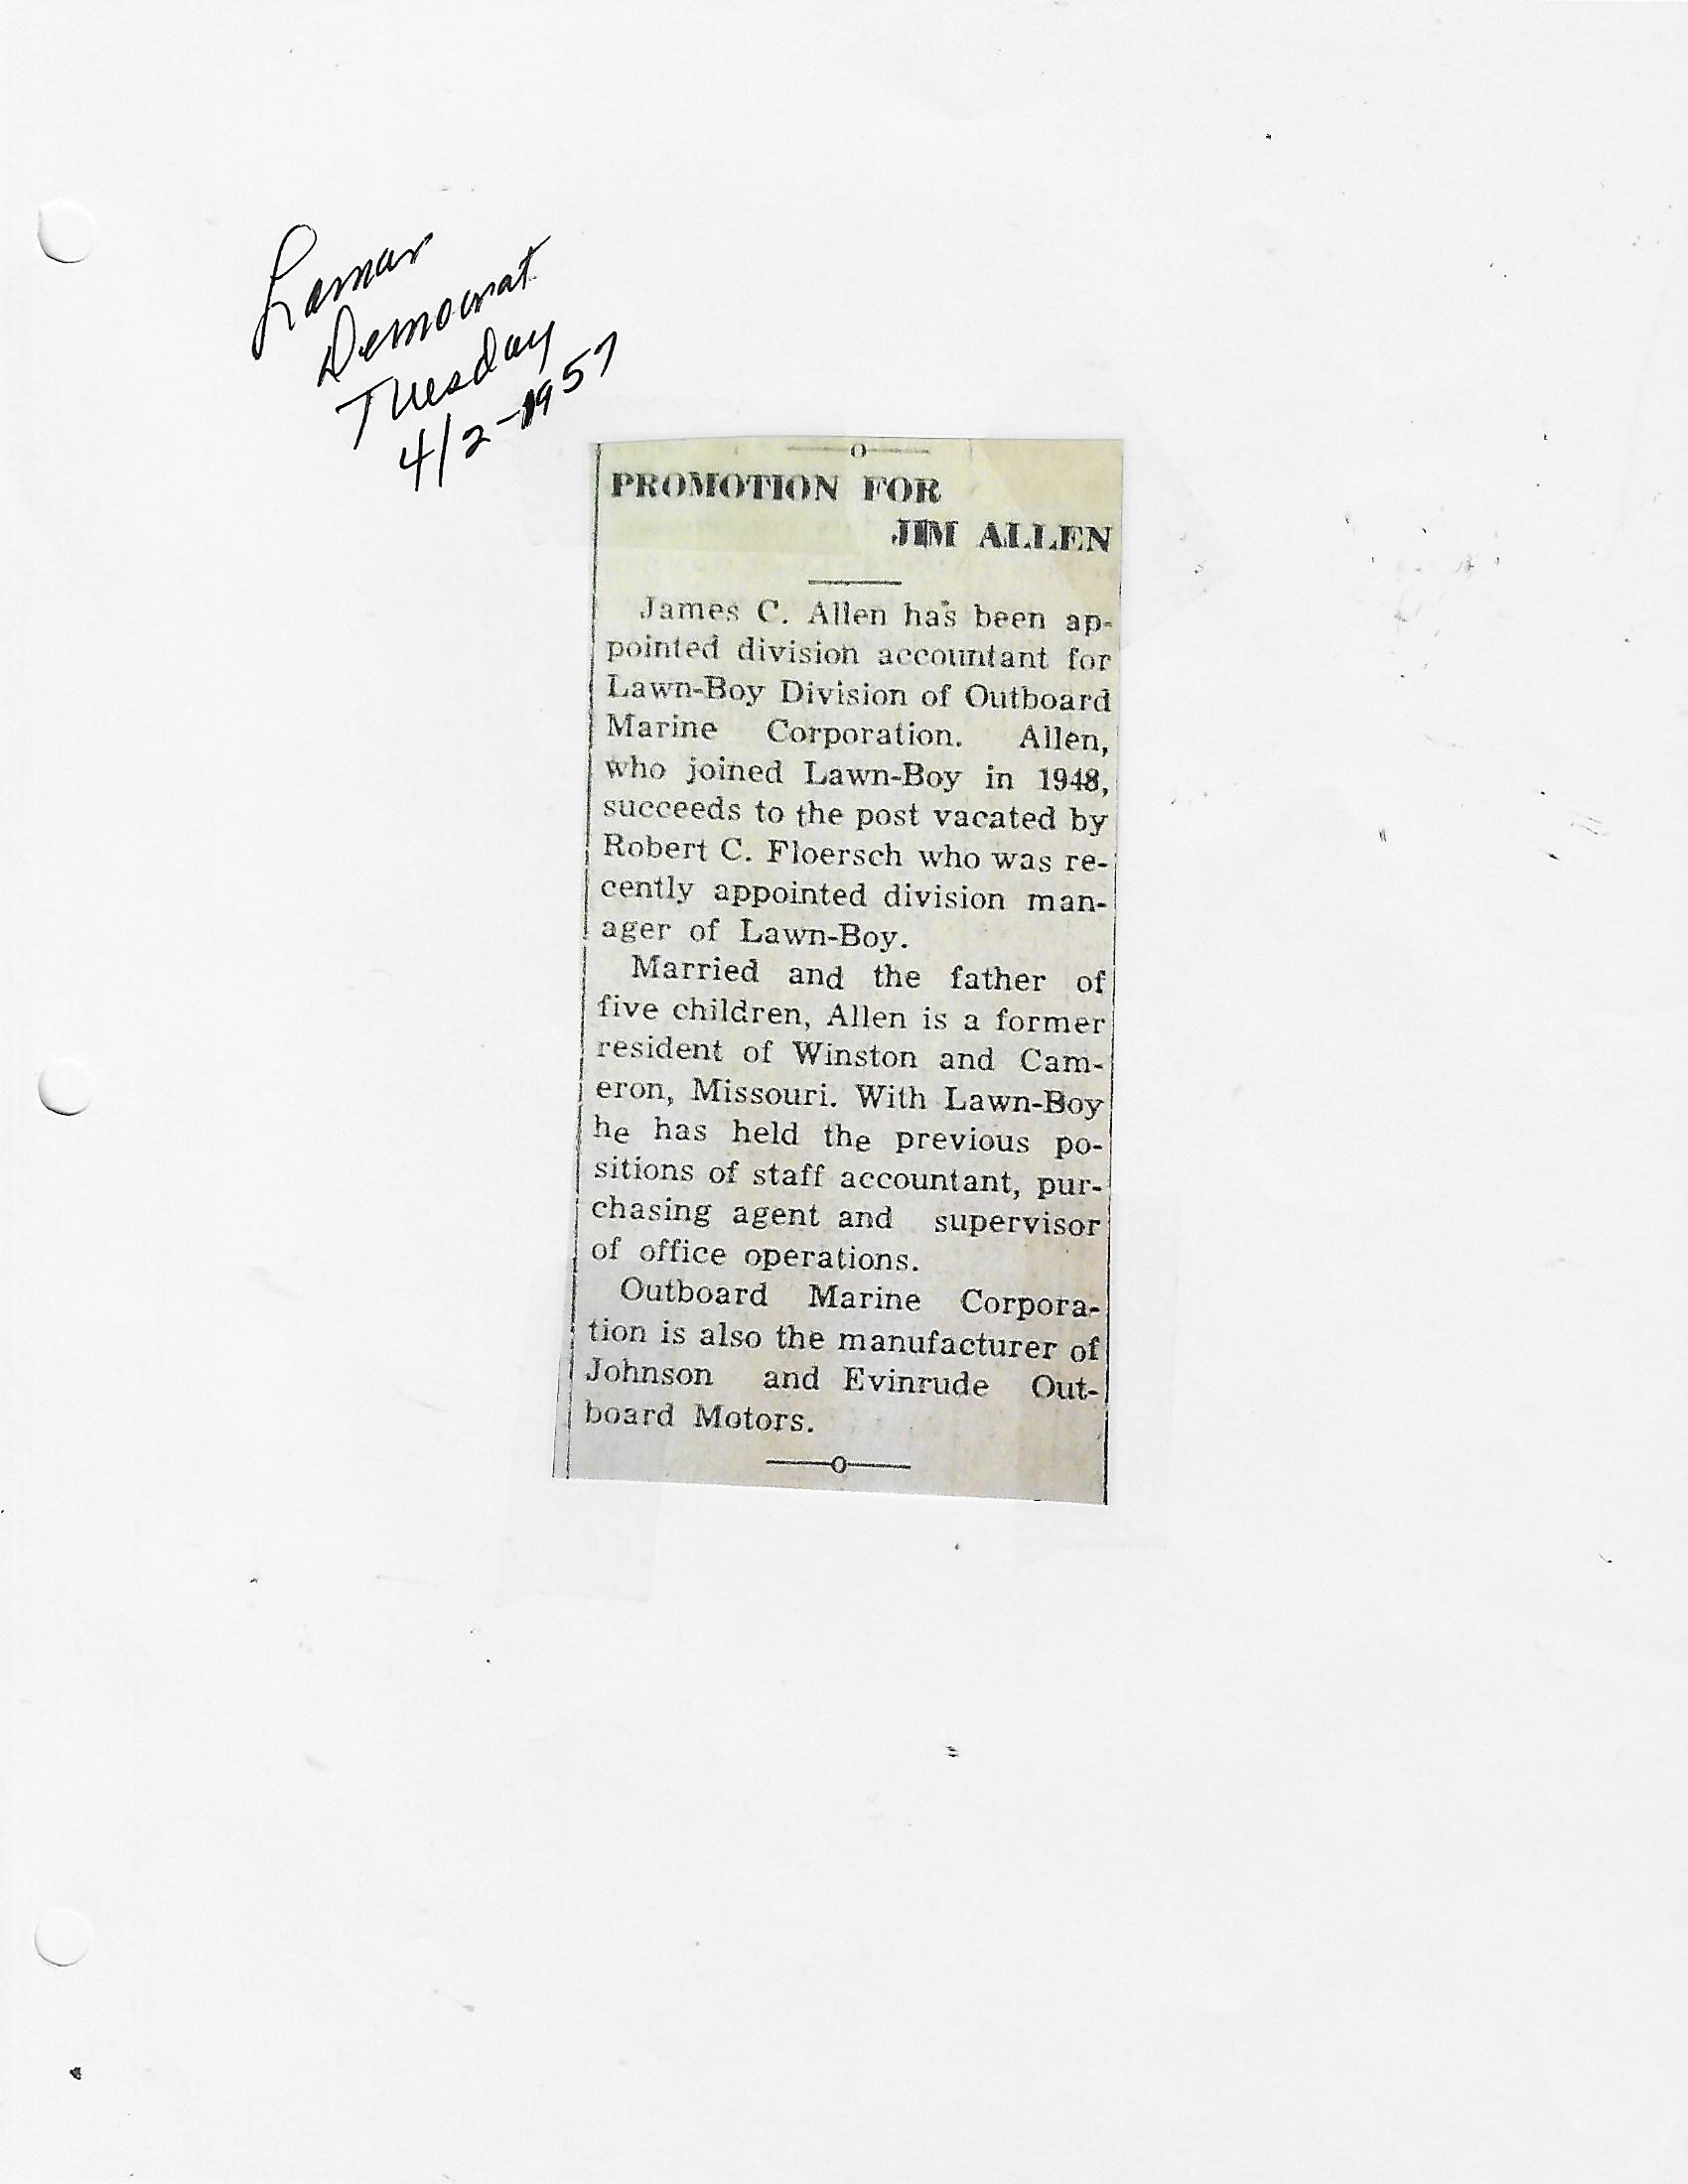 Lamar
Democrat
Tuesday
4/2-1957
PROMOTION FOR
JIM ALLEN
James C. Allen has been ap-
pointed division accountant for
Lawn-Boy Division of Outboard
Marine Corporation. Allen,
who joined Lawn-Boy in 1948,
succeeds to the post vacated by
Robert C. Floersch who was re-
cently appointed division man-
ager of Lawn-Boy.
Married and the father of
five children, Allen is a former
resident of Winston and Cam-
eron, Missouri. With Lawn-Boy
he has held the previous po-
sitions of staff accountant, pur-
chasing agent and supervisor
of office operations.
Outboard Marine Corpora-
tion is also the manufacturer of
Johnson and Evinrude Out-
board Motors.